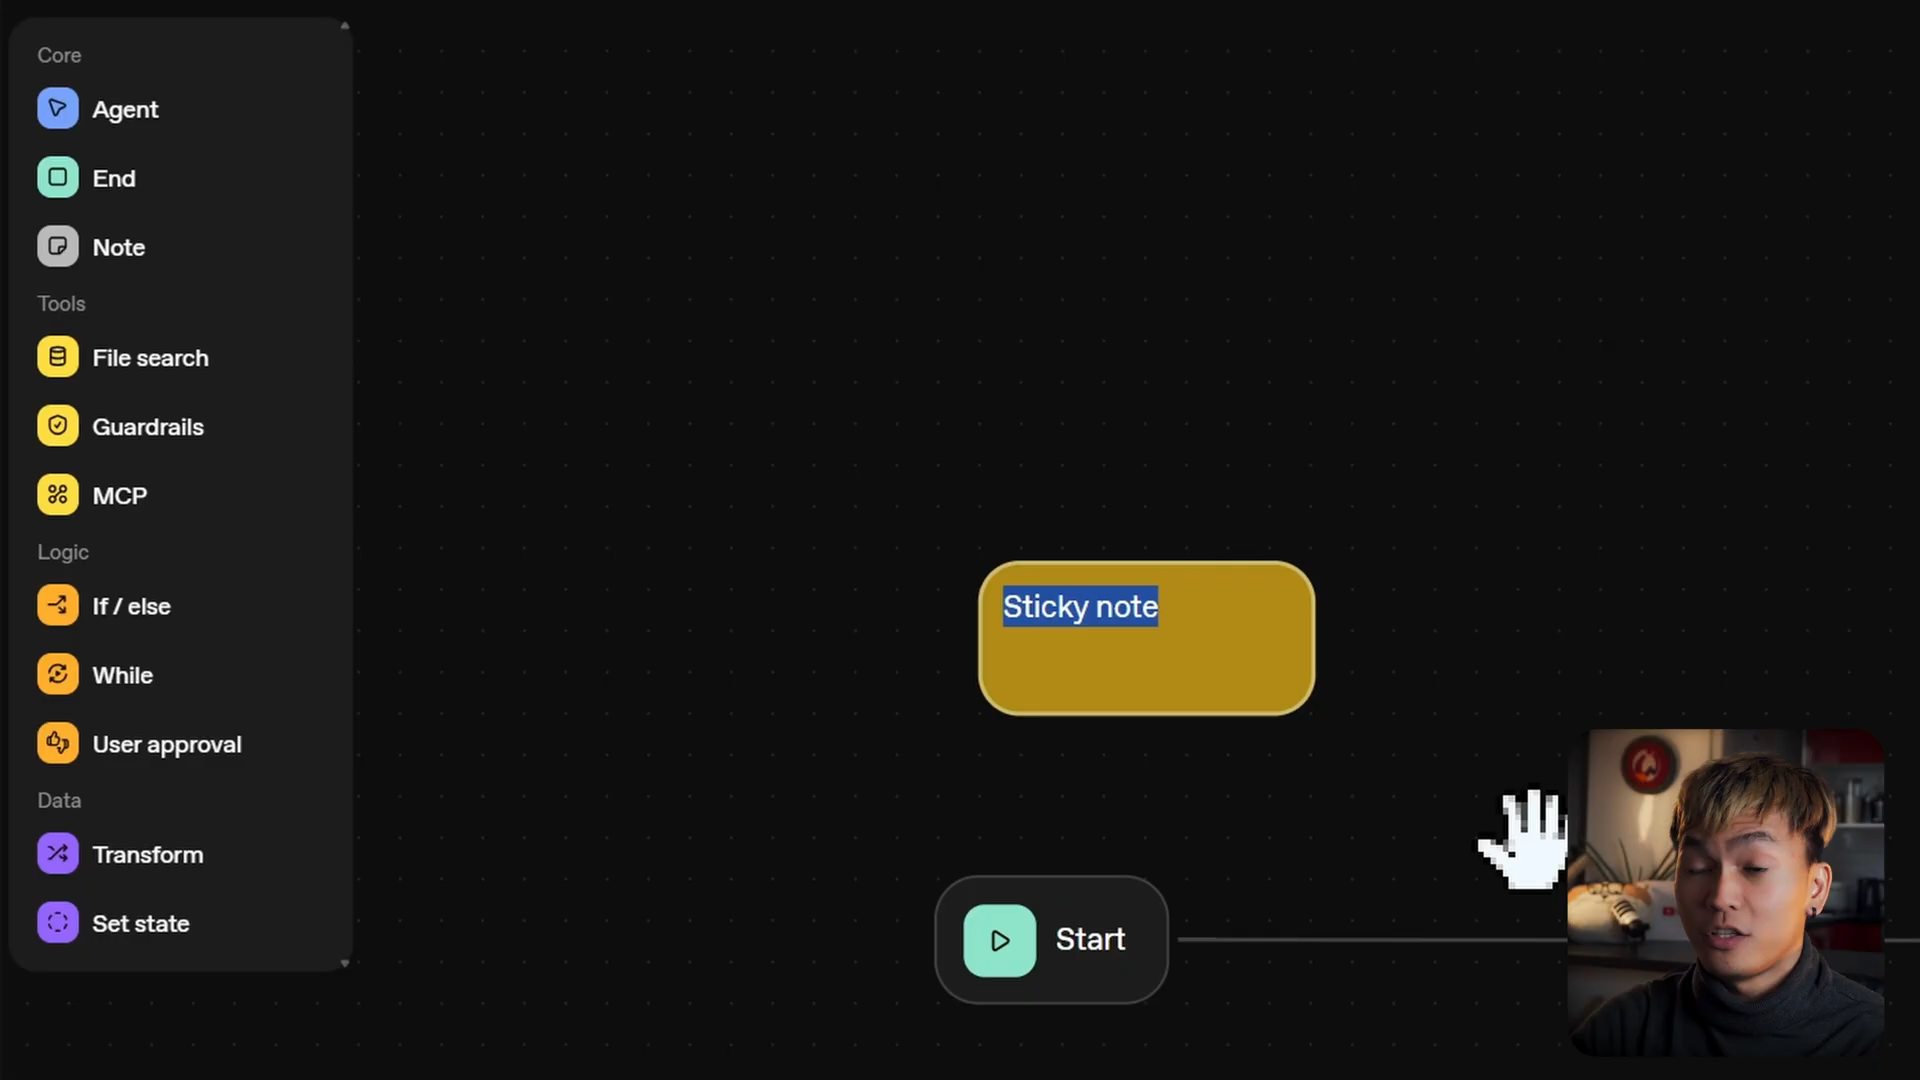 Core
Agent
End
Note
Tools
File search
Guardrails
MCP
Logic
If / else
While
User approval
Data
Transform
Set state
Sticky note
Start